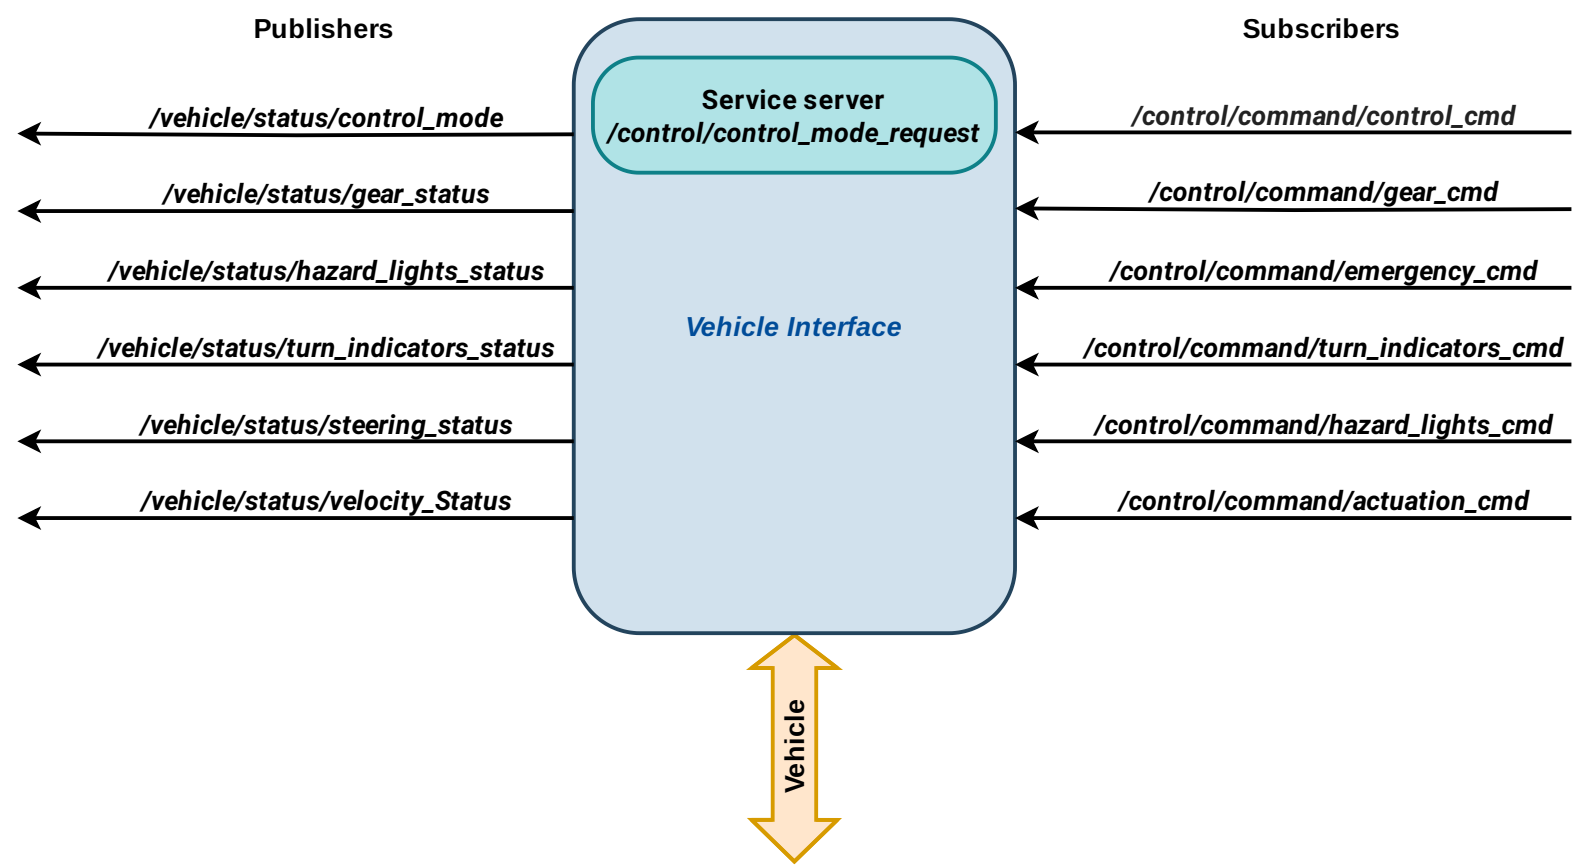 Publishers
Subscribers
Service server
/control/control_mode_request
/vehicle/status/control_mode
/vehicle/status/gear_status
/vehicle/status/hazard_lights_status
/vehicle/status/turn_indicators_status
/vehicle/status/steering_status
/vehicle/status/velocity_Status
Vehicle Interface
/control/command/control_cmd
/control/command/gear_cmd
/control/command/emergency_cmd
/control/command/turn_indicators_cmd
/control/command/hazard_lights_cmd
/control/command/actuation_cmd
Vehicle